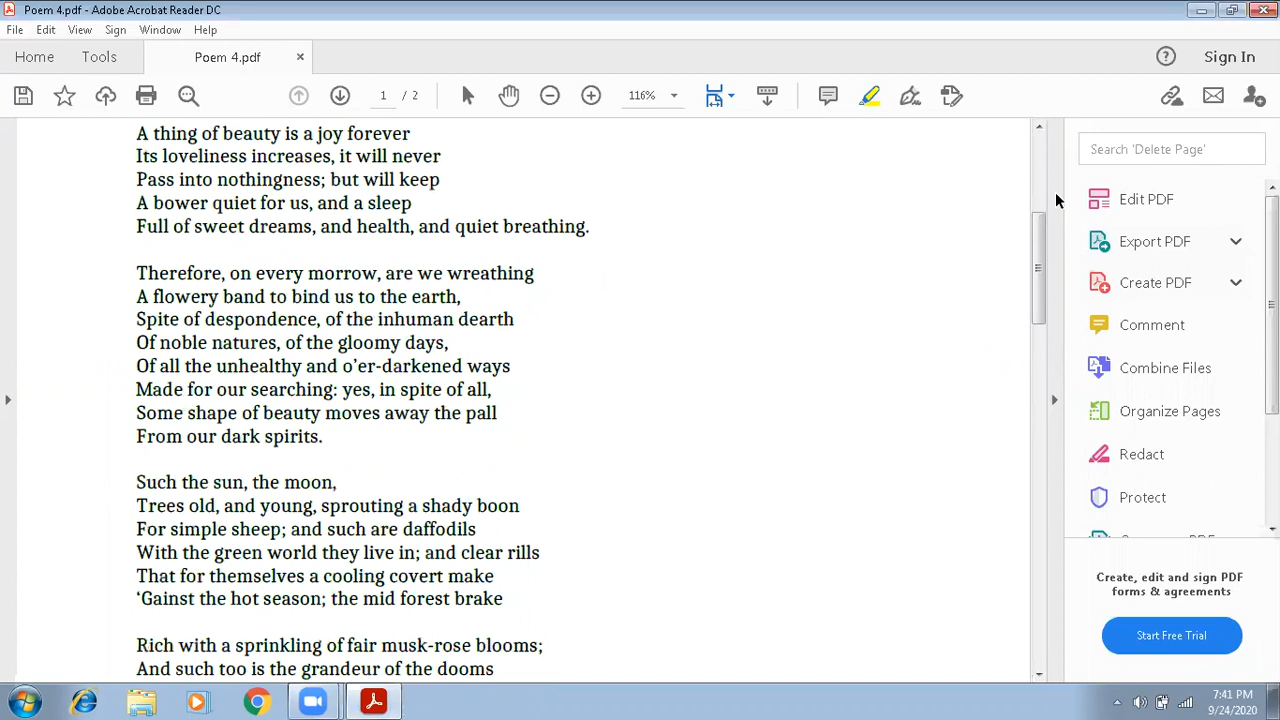 Poem 4.pdf - Adobe Acrobat Reader DC
File Edit View Sign Window Help
Home Tools Poem 4.pdf × Sign In
1 / 2 116%
A thing of beauty is a joy forever
Its loveliness increases, it will never
Pass into nothingness; but will keep
A bower quiet for us, and a sleep
Full of sweet dreams, and health, and quiet breathing.
Therefore, on every morrow, are we wreathing
A flowery band to bind us to the earth,
Spite of despondence, of the inhuman dearth
Of noble natures, of the gloomy days,
Of all the unhealthy and o’er-darkened ways
Made for our searching: yes, in spite of all,
Some shape of beauty moves away the pall
From our dark spirits.
Such the sun, the moon,
Trees old, and young, sprouting a shady boon
For simple sheep; and such are daffodils
With the green world they live in; and clear rills
That for themselves a cooling covert make
‘Gainst the hot season; the mid forest brake
Rich with a sprinkling of fair musk-rose blooms;
And such too is the grandeur of the dooms
Search 'Delete Page'
Edit PDF
Export PDF
Create PDF
Comment
Combine Files
Organize Pages
Redact
Protect
Create, edit and sign PDF
forms & agreements
Start Free Trial
7:41 PM
9/24/2020